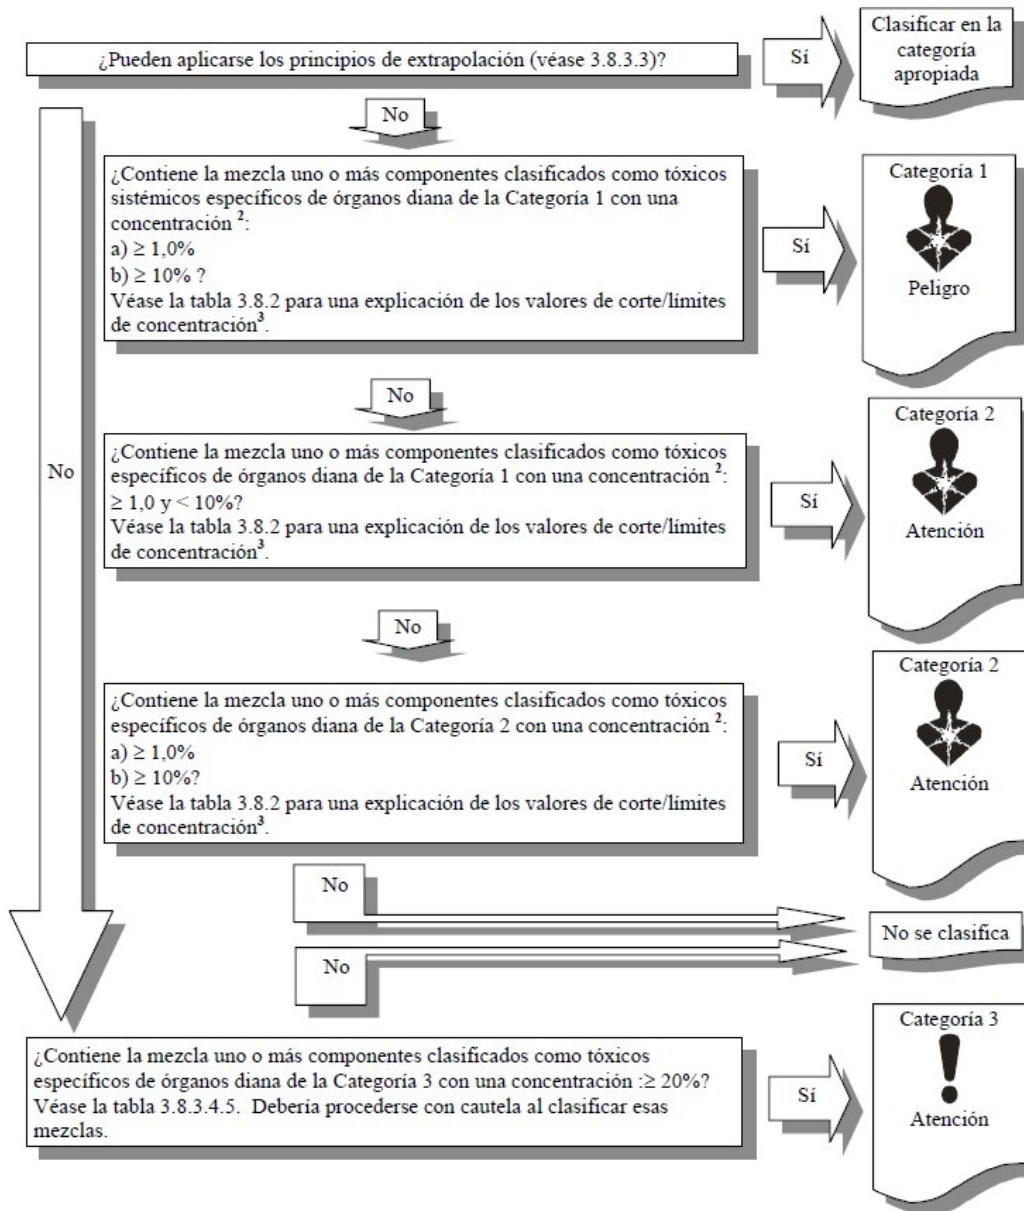 ¿Pueden aplicarse los principios de extrapolación (véase 3.8.3.3)?
Sí
Clasificar en la
categoría
apropiada
No
¿Contiene la mezcla uno o más componentes clasificados como tóxicos
sistémicos específicos de órganos diana de la Categoría 1 con una
concentración ²:
a) ≥ 1,0%
b) ≥ 10% ?
Véase la tabla 3.8.2 para una explicación de los valores de corte/límites
de concentración³.
Sí
Categoría 1
Peligro
No
No
¿Contiene la mezcla uno o más componentes clasificados como tóxicos
específicos de órganos diana de la Categoría 1 con una concentración ²:
≥ 1,0 y < 10%?
Véase la tabla 3.8.2 para una explicación de los valores de corte/límites
de concentración³.
Sí
Categoría 2
Atención
No
¿Contiene la mezcla uno o más componentes clasificados como tóxicos
específicos de órganos diana de la Categoría 2 con una concentración ²:
a) ≥ 1,0%
b) ≥ 10%?
Véase la tabla 3.8.2 para una explicación de los valores de corte/límites
de concentración³.
Sí
Categoría 2
Atención
No
No se clasifica
No
¿Contiene la mezcla uno o más componentes clasificados como tóxicos
específicos de órganos diana de la Categoría 3 con una concentración :≥ 20%?
Véase la tabla 3.8.3.4.5. Debería procederse con cautela al clasificar esas
mezclas.
Sí
Categoría 3
Atención